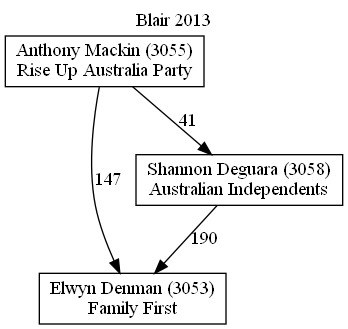 Blair 2013
Anthony Mackin (3055)
Rise Up Australia Party
41
Shannon Deguara (3058)
Australian Independents
147
190
Elwyn Denman (3053)
Family First